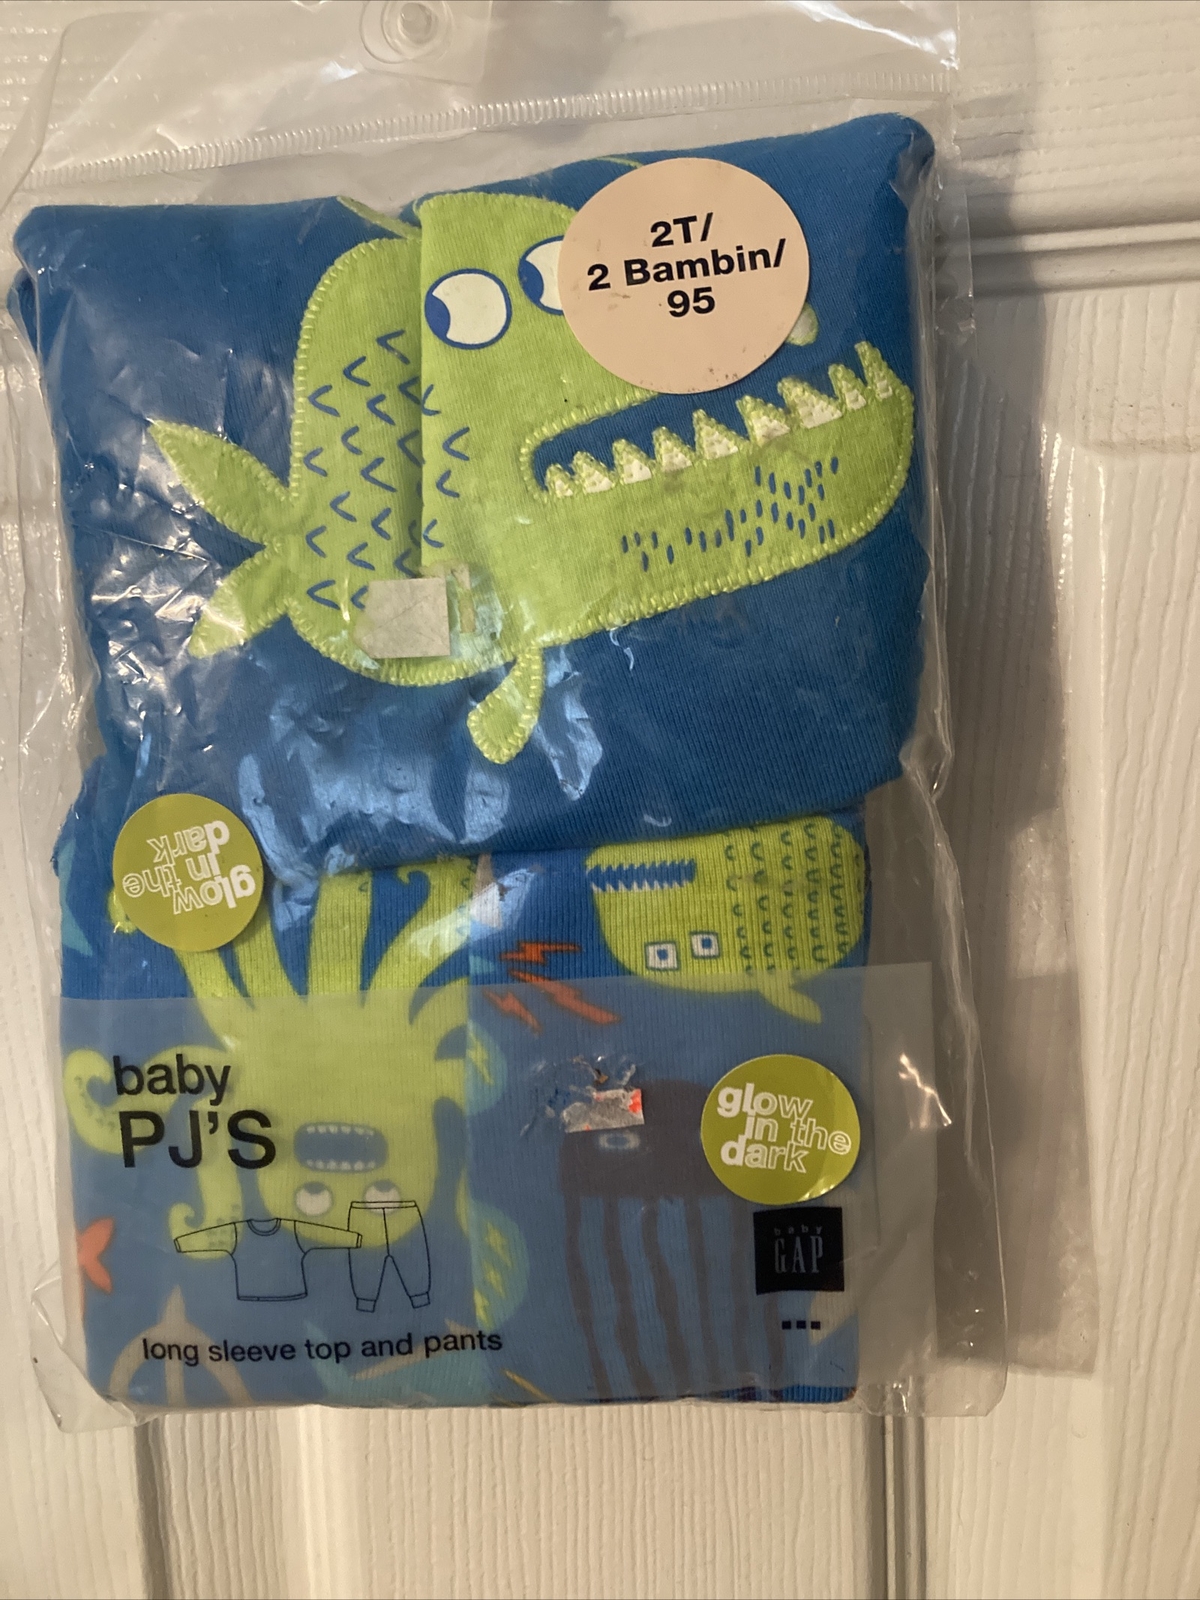 2T/
2 Bambin/
95
glow
in the
dark
baby
PJ'S
glow
in the
dark
baby
GAP
long sleeve top and pants